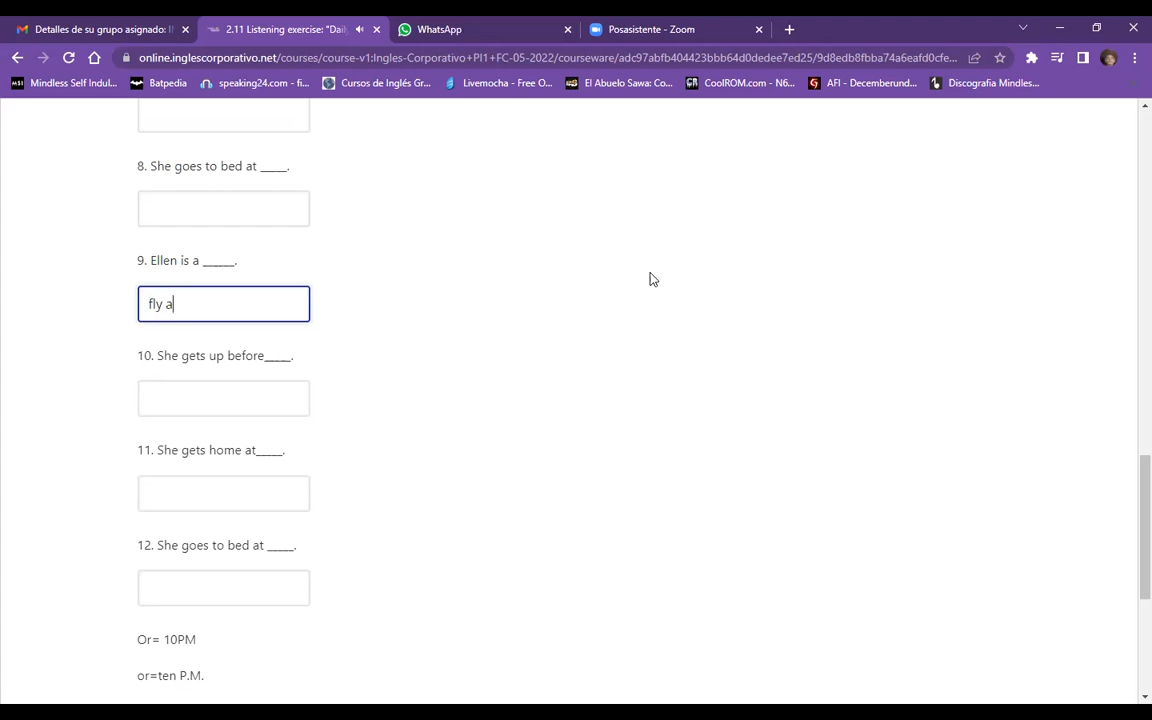 Detalles de su grupo asignado: I
2.11 Listening exercise: "Dail
WhatsApp
Posasistente - Zoom
online.inglescorporativo.net/courses/course-v1:Ingles-Corporativo+PI1+FC-05-2022/courseware/adc97abfb404423bbb64d0dedee7ed25/9d8edb8fbba74a6eafd0cfe...
Mindless Self Indul...
Batpedia
speaking24.com - fi...
Cursos de Inglés Gr...
Livemocha - Free O...
El Abuelo Sawa: Co...
CoolROM.com - N6...
AFI - Decemberund...
Discografia Mindles...
8. She goes to bed at _____.
9. Ellen is a ______.
fly a
10. She gets up before_____.
11. She gets home at_____.
12. She goes to bed at _____.
Or= 10PM
or=ten P.M.